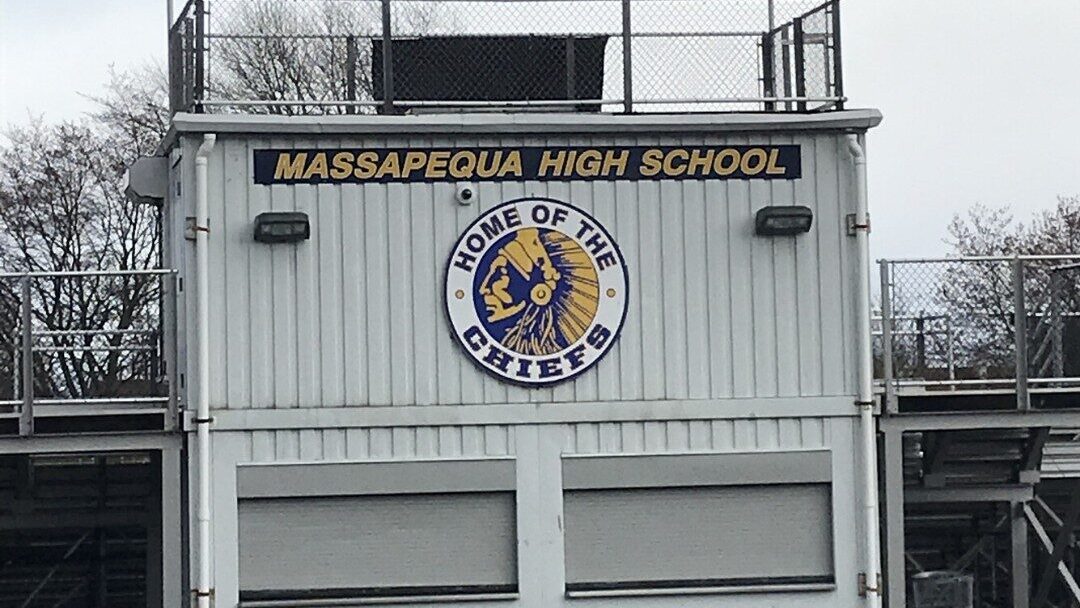 MASSAPEQUA HIGH SCHOOL
HOME OF THE
CHIEFS